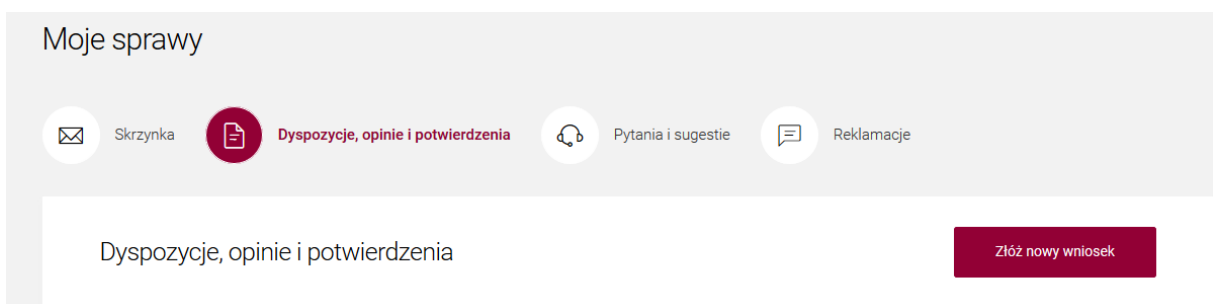 Moje sprawy
Skrzynka Dyspozycje, opinie i potwierdzenia Pytania i sugestie Reklamacje
Dyspozycje, opinie i potwierdzenia Złóż nowy wniosek